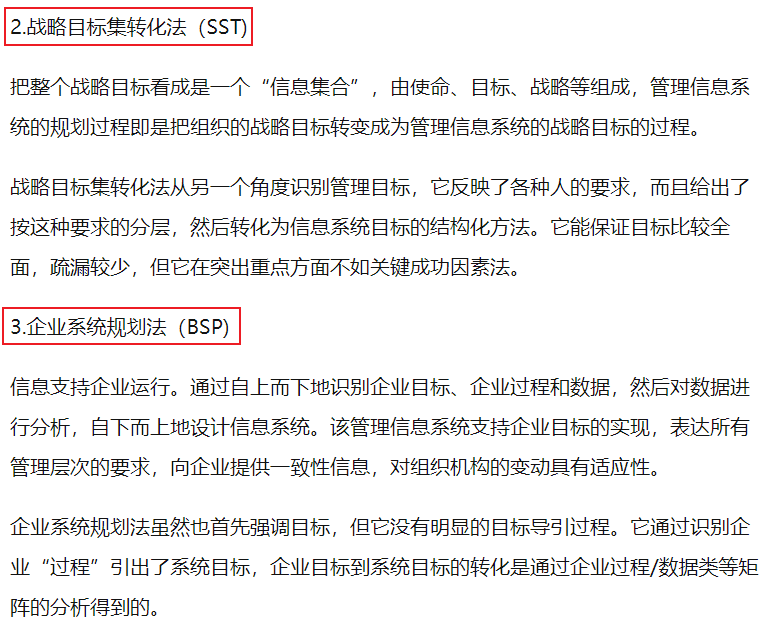 2.战略目标集转化法（SST)
把整个战略目标看成是一个“信息集合”，由使命、目标、战略等组成，管理信息系
统的规划过程即是把组织的战略目标转变成为管理信息系统的战略目标的过程。
战略目标集转化法从另一个角度识别管理目标，它反映了各种人的要求，而且给出了
按这种要求的分层，然后转化为信息系统目标的结构化方法。它能保证目标比较全
面，疏漏较少，但它在突出重点方面不如关键成功因素法。
3.企业系统规划法（BSP)
信息支持企业运行。通过自上而下地识别企业目标、企业过程和数据，然后对数据进
行分析，自下而上地设计信息系统。该管理信息系统支持企业目标的实现，表达所有
管理层次的要求，向企业提供一致性信息，对组织机构的变动具有适应性。
企业系统规划法虽然也首先强调目标，但它没有明显的目标导引过程。它通过识别企
业“过程”引出了系统目标，企业目标到系统目标的转化是通过企业过程/数据类等矩
阵的分析得到的。